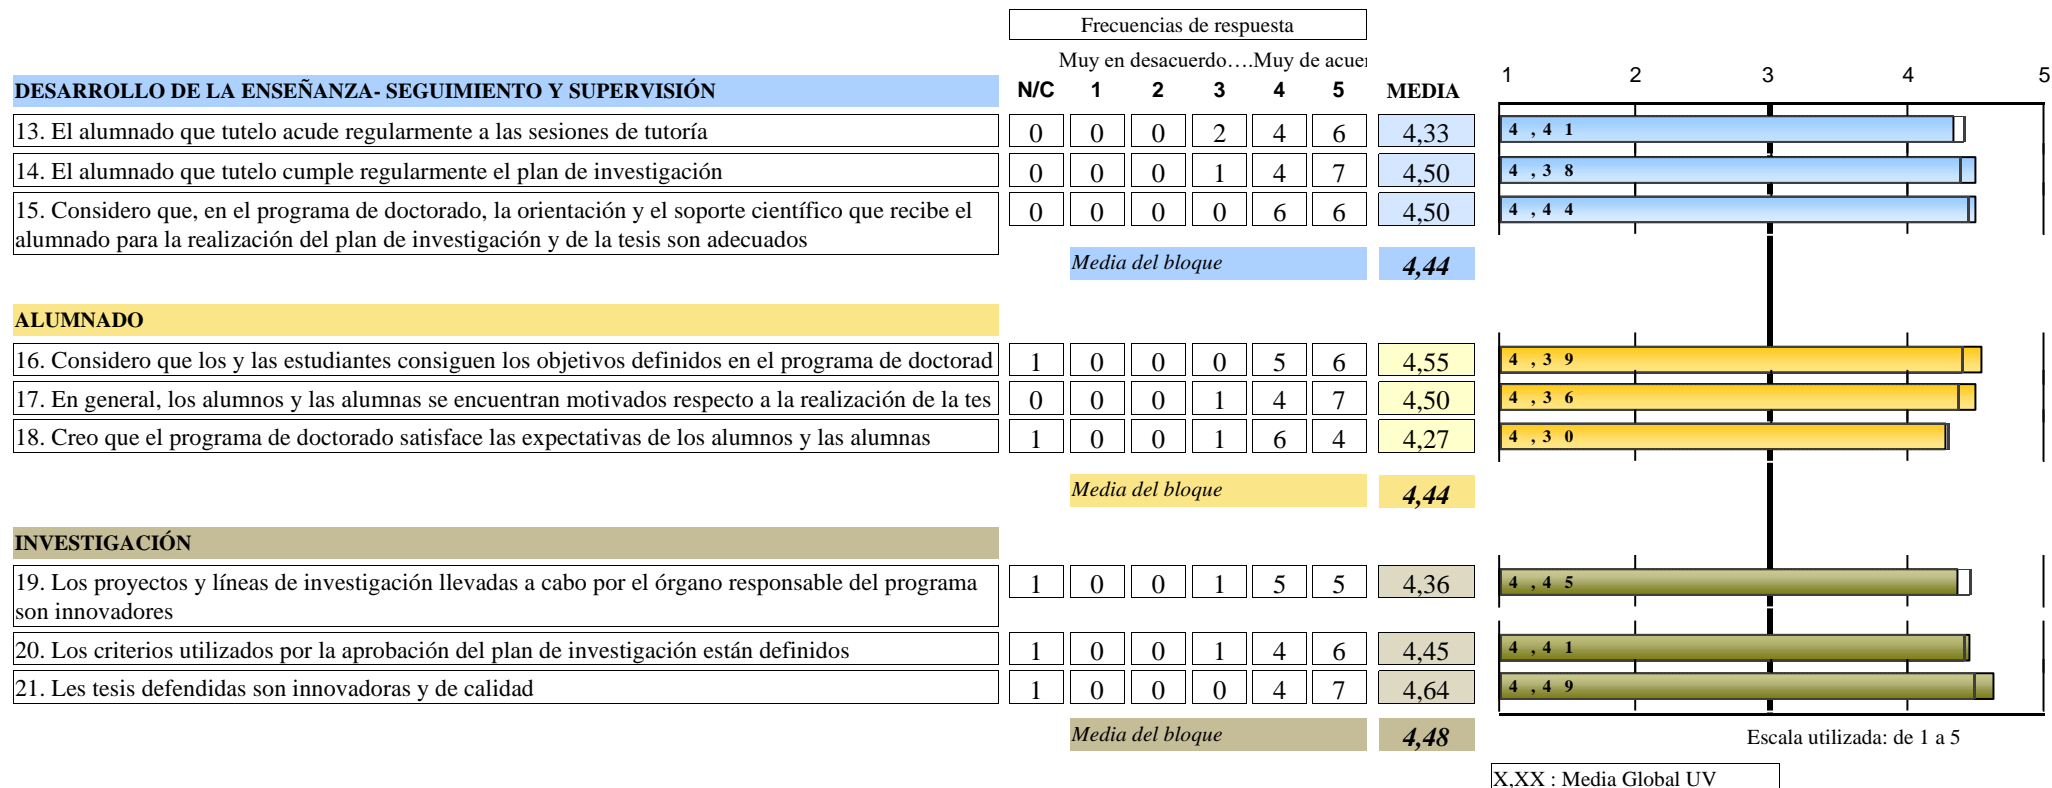 Frecuencias de respuesta
Muy en desacuerdo….Muy de acuer
DESARROLLO DE LA ENSEÑANZA- SEGUIMIENTO Y SUPERVISIÓN N/C 1 2 3 4 5 MEDIA 1 2 3 4 5
13. El alumnado que tutelo acude regularmente a las sesiones de tutoría 0 0 0 2 4 6 4,33 4,41
14. El alumnado que tutelo cumple regularmente el plan de investigación 0 0 0 1 4 7 4,50 4,38
15. Considero que, en el programa de doctorado, la orientación y el soporte científico que recibe el 0 0 0 0 6 6 4,50 4,44
alumnado para la realización del plan de investigación y de la tesis son adecuados
Media del bloque 4,44
ALUMNADO
16. Considero que los y las estudiantes consiguen los objetivos definidos en el programa de doctorad 1 0 0 0 5 6 4,55 4,39
17. En general, los alumnos y las alumnas se encuentran motivados respecto a la realización de la tes 0 0 0 1 4 7 4,50 4,36
18. Creo que el programa de doctorado satisface las expectativas de los alumnos y las alumnas 1 0 0 1 6 4 4,27 4,30
Media del bloque 4,44
INVESTIGACIÓN
19. Los proyectos y líneas de investigación llevadas a cabo por el órgano responsable del programa 1 0 0 1 5 5 4,36 4,45
son innovadores
20. Los criterios utilizados por la aprobación del plan de investigación están definidos 1 0 0 1 4 6 4,45 4,41
21. Les tesis defendidas son innovadoras y de calidad 1 0 0 0 4 7 4,64 4,49
Media del bloque 4,48
Escala utilizada: de 1 a 5
X,XX : Media Global UV